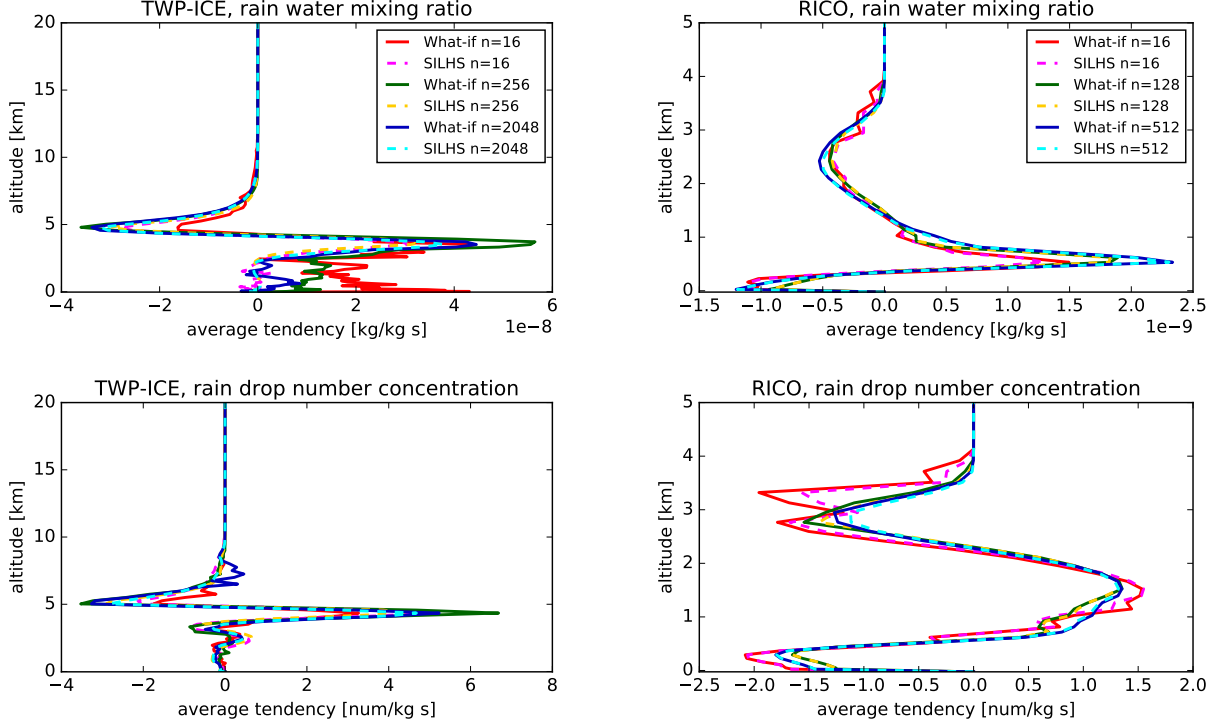 TWP-ICE, rain water mixing ratio
20
15
10
5
0
altitude [km]
−4
−2
0
2
4
6
8
average tendency [kg/kg s]
1e−8
What-if n=16
SILHS n=16
What-if n=256
SILHS n=256
What-if n=2048
SILHS n=2048
RICO, rain water mixing ratio
5
4
3
2
1
0
altitude [km]
−1.5
−1.0
−0.5
0.0
0.5
1.0
1.5
2.0
2.5
average tendency [kg/kg s]
1e−9
What-if n=16
SILHS n=16
What-if n=128
SILHS n=128
What-if n=512
SILHS n=512
TWP-ICE, rain drop number concentration
20
15
10
5
0
altitude [km]
−4
−2
0
2
4
6
8
average tendency [num/kg s]
RICO, rain drop number concentration
5
4
3
2
1
0
altitude [km]
−2.5
−2.0
−1.5
−1.0
−0.5
0.0
0.5
1.0
1.5
2.0
average tendency [num/kg s]